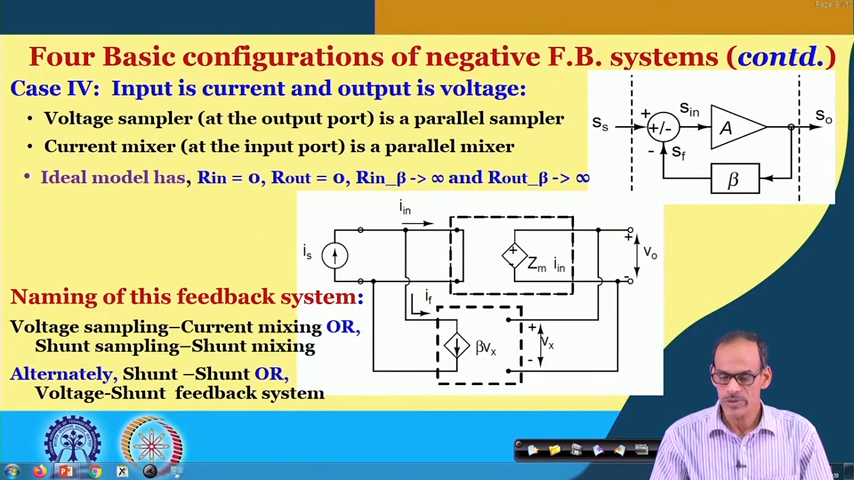 Four Basic configurations of negative F.B. systems (contd.)
Case IV: Input is current and output is voltage:
• Voltage sampler (at the output port) is a parallel sampler
• Current mixer (at the input port) is a parallel mixer
• Ideal model has, Rin = 0, Rout = 0, Rin_β -> ∞ and Rout_β -> ∞
Ss
+
+/-
-
Sin
Sf
A
β
So
iin
is
+
-
Zm iin
+
vo
-
if
βvx
+
vx
-
Naming of this feedback system:
Voltage sampling–Current mixing OR,
Shunt sampling–Shunt mixing
Alternately, Shunt –Shunt OR,
Voltage-Shunt feedback system